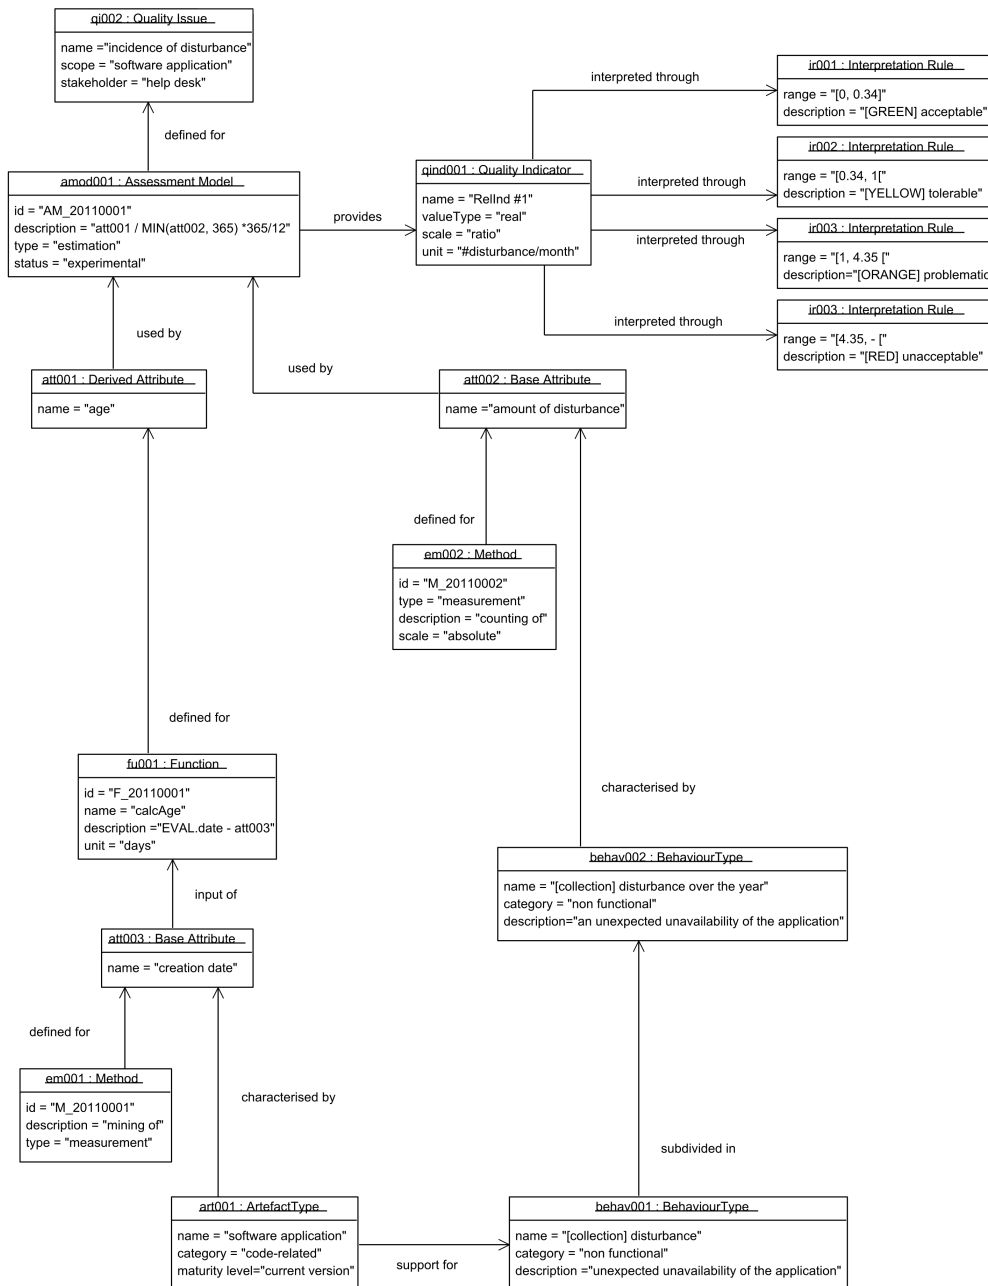 qi002 : Quality Issue
name ="incidence of disturbance"
scope = "software application"
stakeholder = "help desk"
defined for
amod001 : Assessment Model
id = "AM_20110001"
description = "att001 / MIN(att002, 365) *365/12"
type = "estimation"
status = "experimental"
provides
qind001 : Quality Indicator
name = "RelInd #1"
valueType = "real"
scale = "ratio"
unit = "#disturbance/month"
interpreted through
ir001 : Interpretation Rule
range = "[0, 0.34]"
description = "[GREEN] acceptable"
interpreted through
ir002 : Interpretation Rule
range = "[0.34, 1["
description = "[YELLOW] tolerable"
interpreted through
ir003 : Interpretation Rule
range = "[1, 4.35 ["
description="[ORANGE] problematic
interpreted through
ir003 : Interpretation Rule
range = "[4.35, - ["
description = "[RED] unacceptable"
used by
att001 : Derived Attribute
name = "age"
used by
att002 : Base Attribute
name ="amount of disturbance"
defined for
em002 : Method
id = "M_20110002"
type = "measurement"
description = "counting of"
scale = "absolute"
defined for
fu001 : Function
id = "F_20110001"
name = "calcAge"
description ="EVAL.date - att003"
unit = "days"
characterised by
behav002 : BehaviourType
name = "[collection] disturbance over the year"
category = "non functional"
description="an unexpected unavailability of the application"
input of
att003 : Base Attribute
name = "creation date"
defined for
em001 : Method
id = "M_20110001"
description = "mining of"
type = "measurement"
characterised by
subdivided in
art001 : ArtefactType
name = "software application"
category = "code-related"
maturity level="current version"
support for
behav001 : BehaviourType
name = "[collection] disturbance"
category = "non functional"
description ="unexpected unavailability of the application"